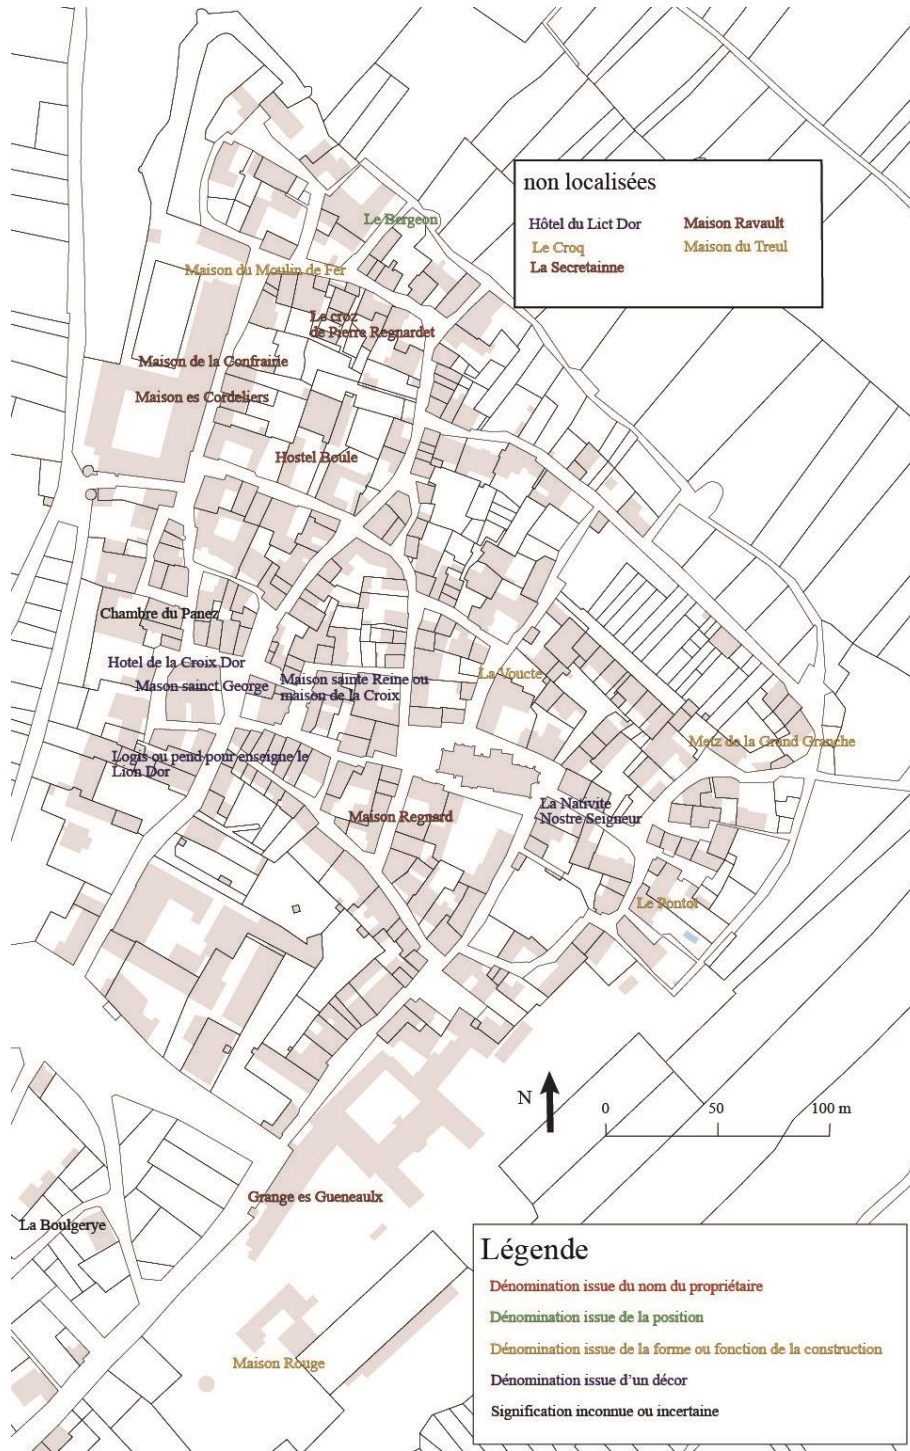 non localisées
Hôtel du Lict Dor
Maison Ravault
Le Croq
Maison du Treul
La Secretainne
Le Bergeon
Maison du Moulin de Fer
Le croz
de Pierre Regnardet
Maison de la Confrairie
Maison es Cordeliers
Hostel Boule
Chambre du Panez
Hotel de la Croix Dor
Mason sainct George
Maison sainte Reine ou
maison de la Croix
La Voucte
Metz de la Grand Granche
Logis ou pend pour enseigne le
Lion Dor
La Nativite
Nostre Seigneur
Maison Regnard
Le Pontot
N
0
50
100 m
Grange es Gueneaulx
La Boulgerye
Maison Rouge
Légende
Dénomination issue du nom du propriétaire
Dénomination issue de la position
Dénomination issue de la forme ou fonction de la construction
Dénomination issue d'un décor
Signification inconnue ou incertaine